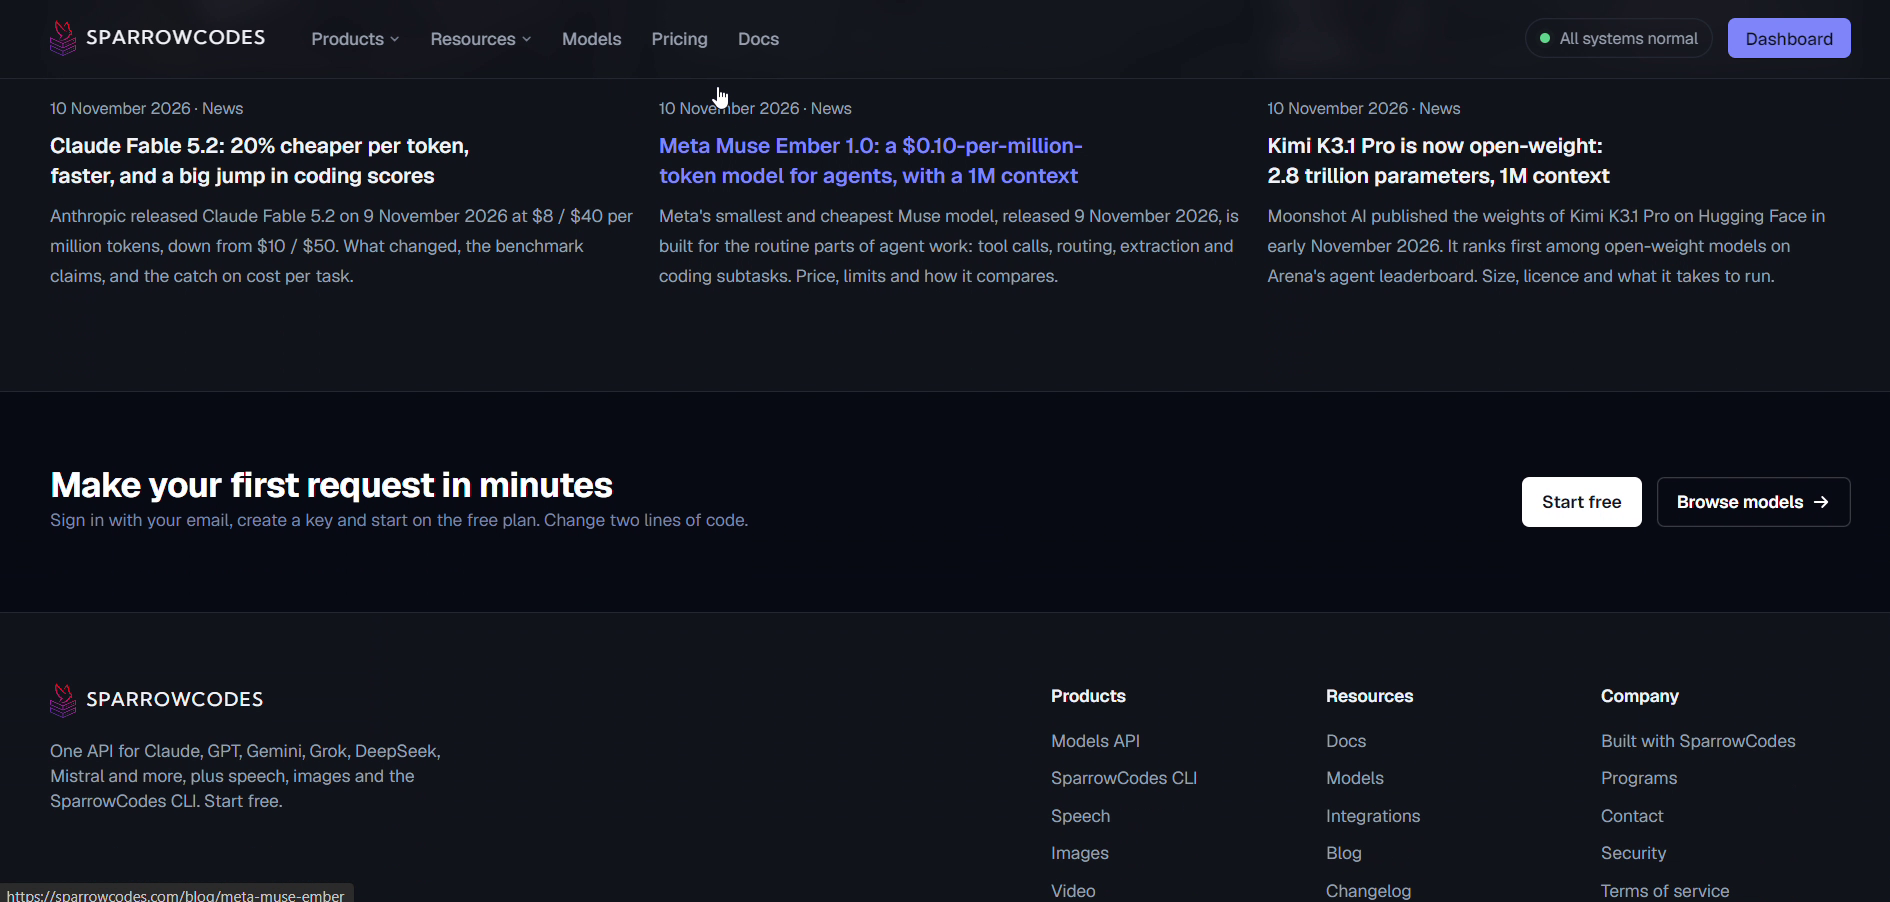 SPARROWCODES Products Resources Models Pricing Docs All systems normal Dashboard
10 November 2026 · News
Claude Fable 5.2: 20% cheaper per token,
faster, and a big jump in coding scores
Anthropic released Claude Fable 5.2 on 9 November 2026 at $8 / $40 per
million tokens, down from $10 / $50. What changed, the benchmark
claims, and the catch on cost per task.
10 November 2026 · News
Meta Muse Ember 1.0: a $0.10-per-million-
token model for agents, with a 1M context
Meta's smallest and cheapest Muse model, released 9 November 2026, is
built for the routine parts of agent work: tool calls, routing, extraction and
coding subtasks. Price, limits and how it compares.
10 November 2026 · News
Kimi K3.1 Pro is now open-weight:
2.8 trillion parameters, 1M context
Moonshot AI published the weights of Kimi K3.1 Pro on Hugging Face in
early November 2026. It ranks first among open-weight models on
Arena's agent leaderboard. Size, licence and what it takes to run.
Make your first request in minutes
Sign in with your email, create a key and start on the free plan. Change two lines of code.
Start free
Browse models →
SPARROWCODES
One API for Claude, GPT, Gemini, Grok, DeepSeek,
Mistral and more, plus speech, images and the
SparrowCodes CLI. Start free.
Products
Models API
SparrowCodes CLI
Speech
Images
Video
Resources
Docs
Models
Integrations
Blog
Changelog
Company
Built with SparrowCodes
Programs
Contact
Security
Terms of service
https://sparrowcodes.com/blog/meta-muse-ember